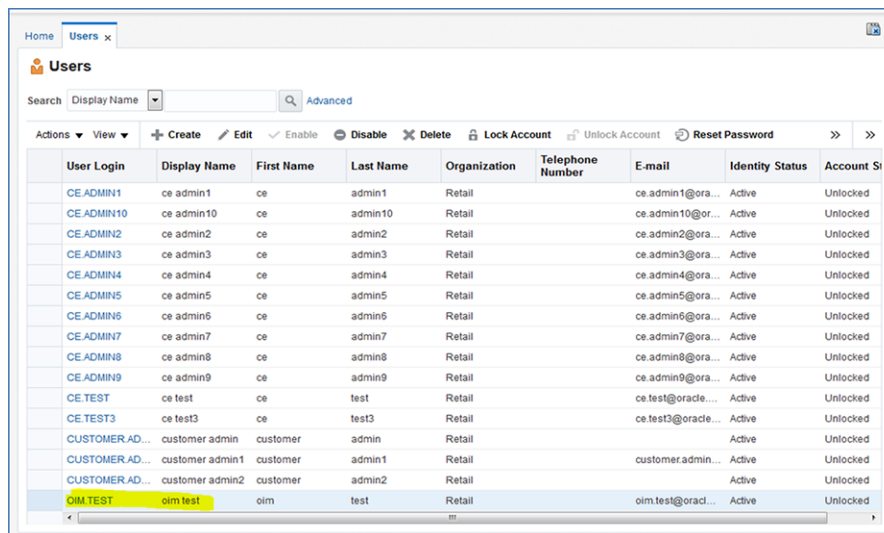 Home Users x
Users
Search Display Name Advanced
Actions View Create Edit Enable Disable Delete Lock Account Unlock Account Reset Password » »
User Login Display Name First Name Last Name Organization Telephone Number E-mail Identity Status Account St
CE.ADMIN1 ce admin1 ce admin1 Retail ce.admin1@ora... Active Unlocked
CE.ADMIN10 ce admin10 ce admin10 Retail ce.admin10@or... Active Unlocked
CE.ADMIN2 ce admin2 ce admin2 Retail ce.admin2@ora... Active Unlocked
CE.ADMIN3 ce admin3 ce admin3 Retail ce.admin3@ora... Active Unlocked
CE.ADMIN4 ce admin4 ce admin4 Retail ce.admin4@ora... Active Unlocked
CE.ADMIN5 ce admin5 ce admin5 Retail ce.admin5@ora... Active Unlocked
CE.ADMIN6 ce admin6 ce admin6 Retail ce.admin6@ora... Active Unlocked
CE.ADMIN7 ce admin7 ce admin7 Retail ce.admin7@ora... Active Unlocked
CE.ADMIN8 ce admin8 ce admin8 Retail ce.admin8@ora... Active Unlocked
CE.ADMIN9 ce admin9 ce admin9 Retail ce.admin9@ora... Active Unlocked
CE.TEST ce test ce test Retail ce.test@oracle.... Active Unlocked
CE.TEST3 ce test3 ce test3 Retail ce.test3@oracle... Active Unlocked
CUSTOMER.AD... customer admin customer admin Retail Active Unlocked
CUSTOMER.AD... customer admin1 customer admin1 Retail customer.admin... Active Unlocked
CUSTOMER.AD... customer admin2 customer admin2 Retail Active Unlocked
OIM.TEST oim test oim test Retail oim.test@oracl... Active Unlocked